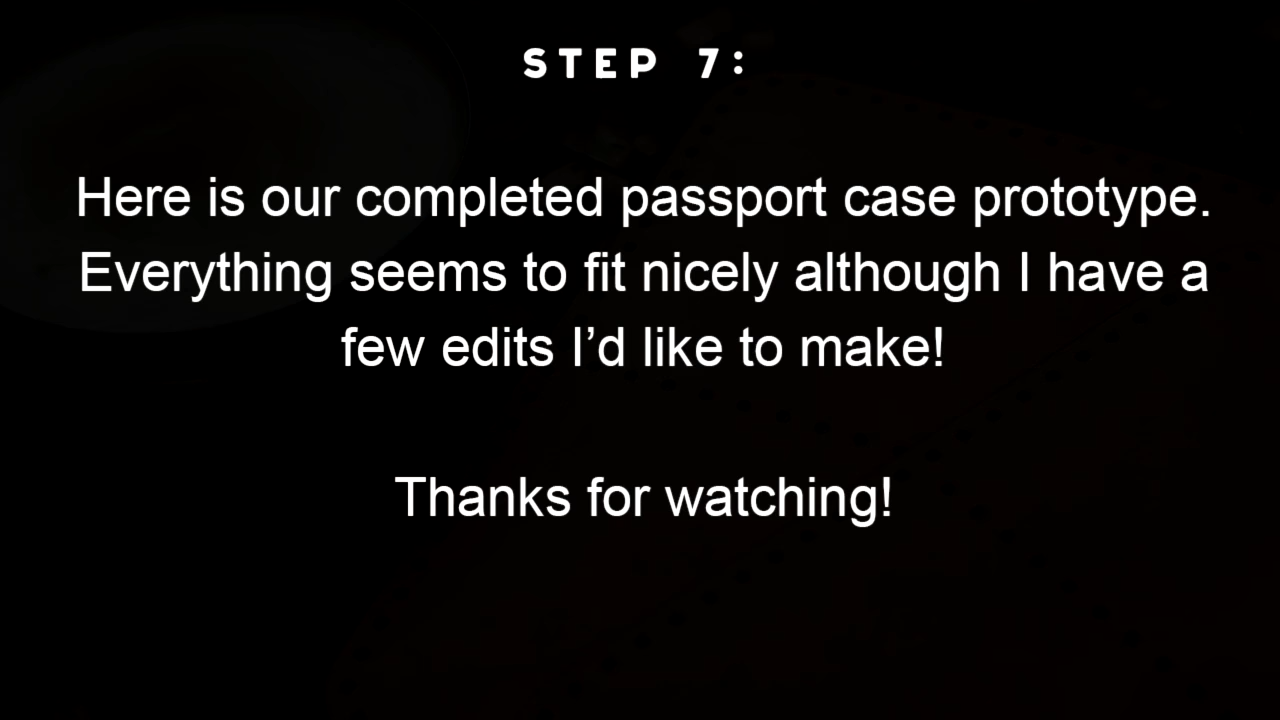 STEP 7:
Here is our completed passport case prototype.
Everything seems to fit nicely although I have a
few edits I’d like to make!
Thanks for watching!